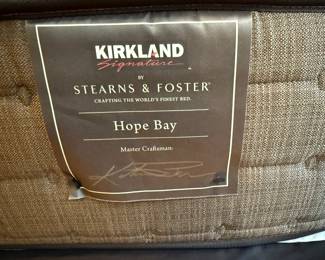 KIRKLAND
Signature
BY
STEARNS & FOSTER®
CRAFTING THE WORLD'S FINEST BED.
Hope Bay
Master Craftsman: